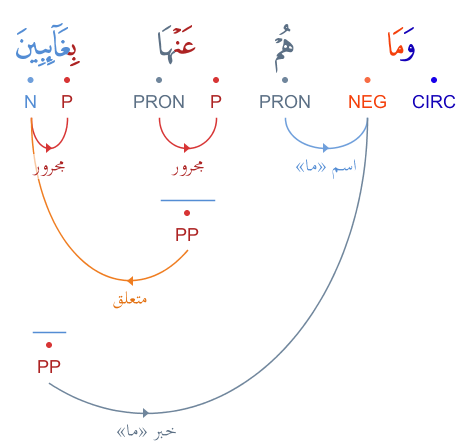 وَمَا هُمْ عَنْهَا بِغَآئِبِينَ
N P PRON P PRON NEG CIRC
مجرور مجرور اسم «ما»
PP
متعلق
PP
خبر «ما»